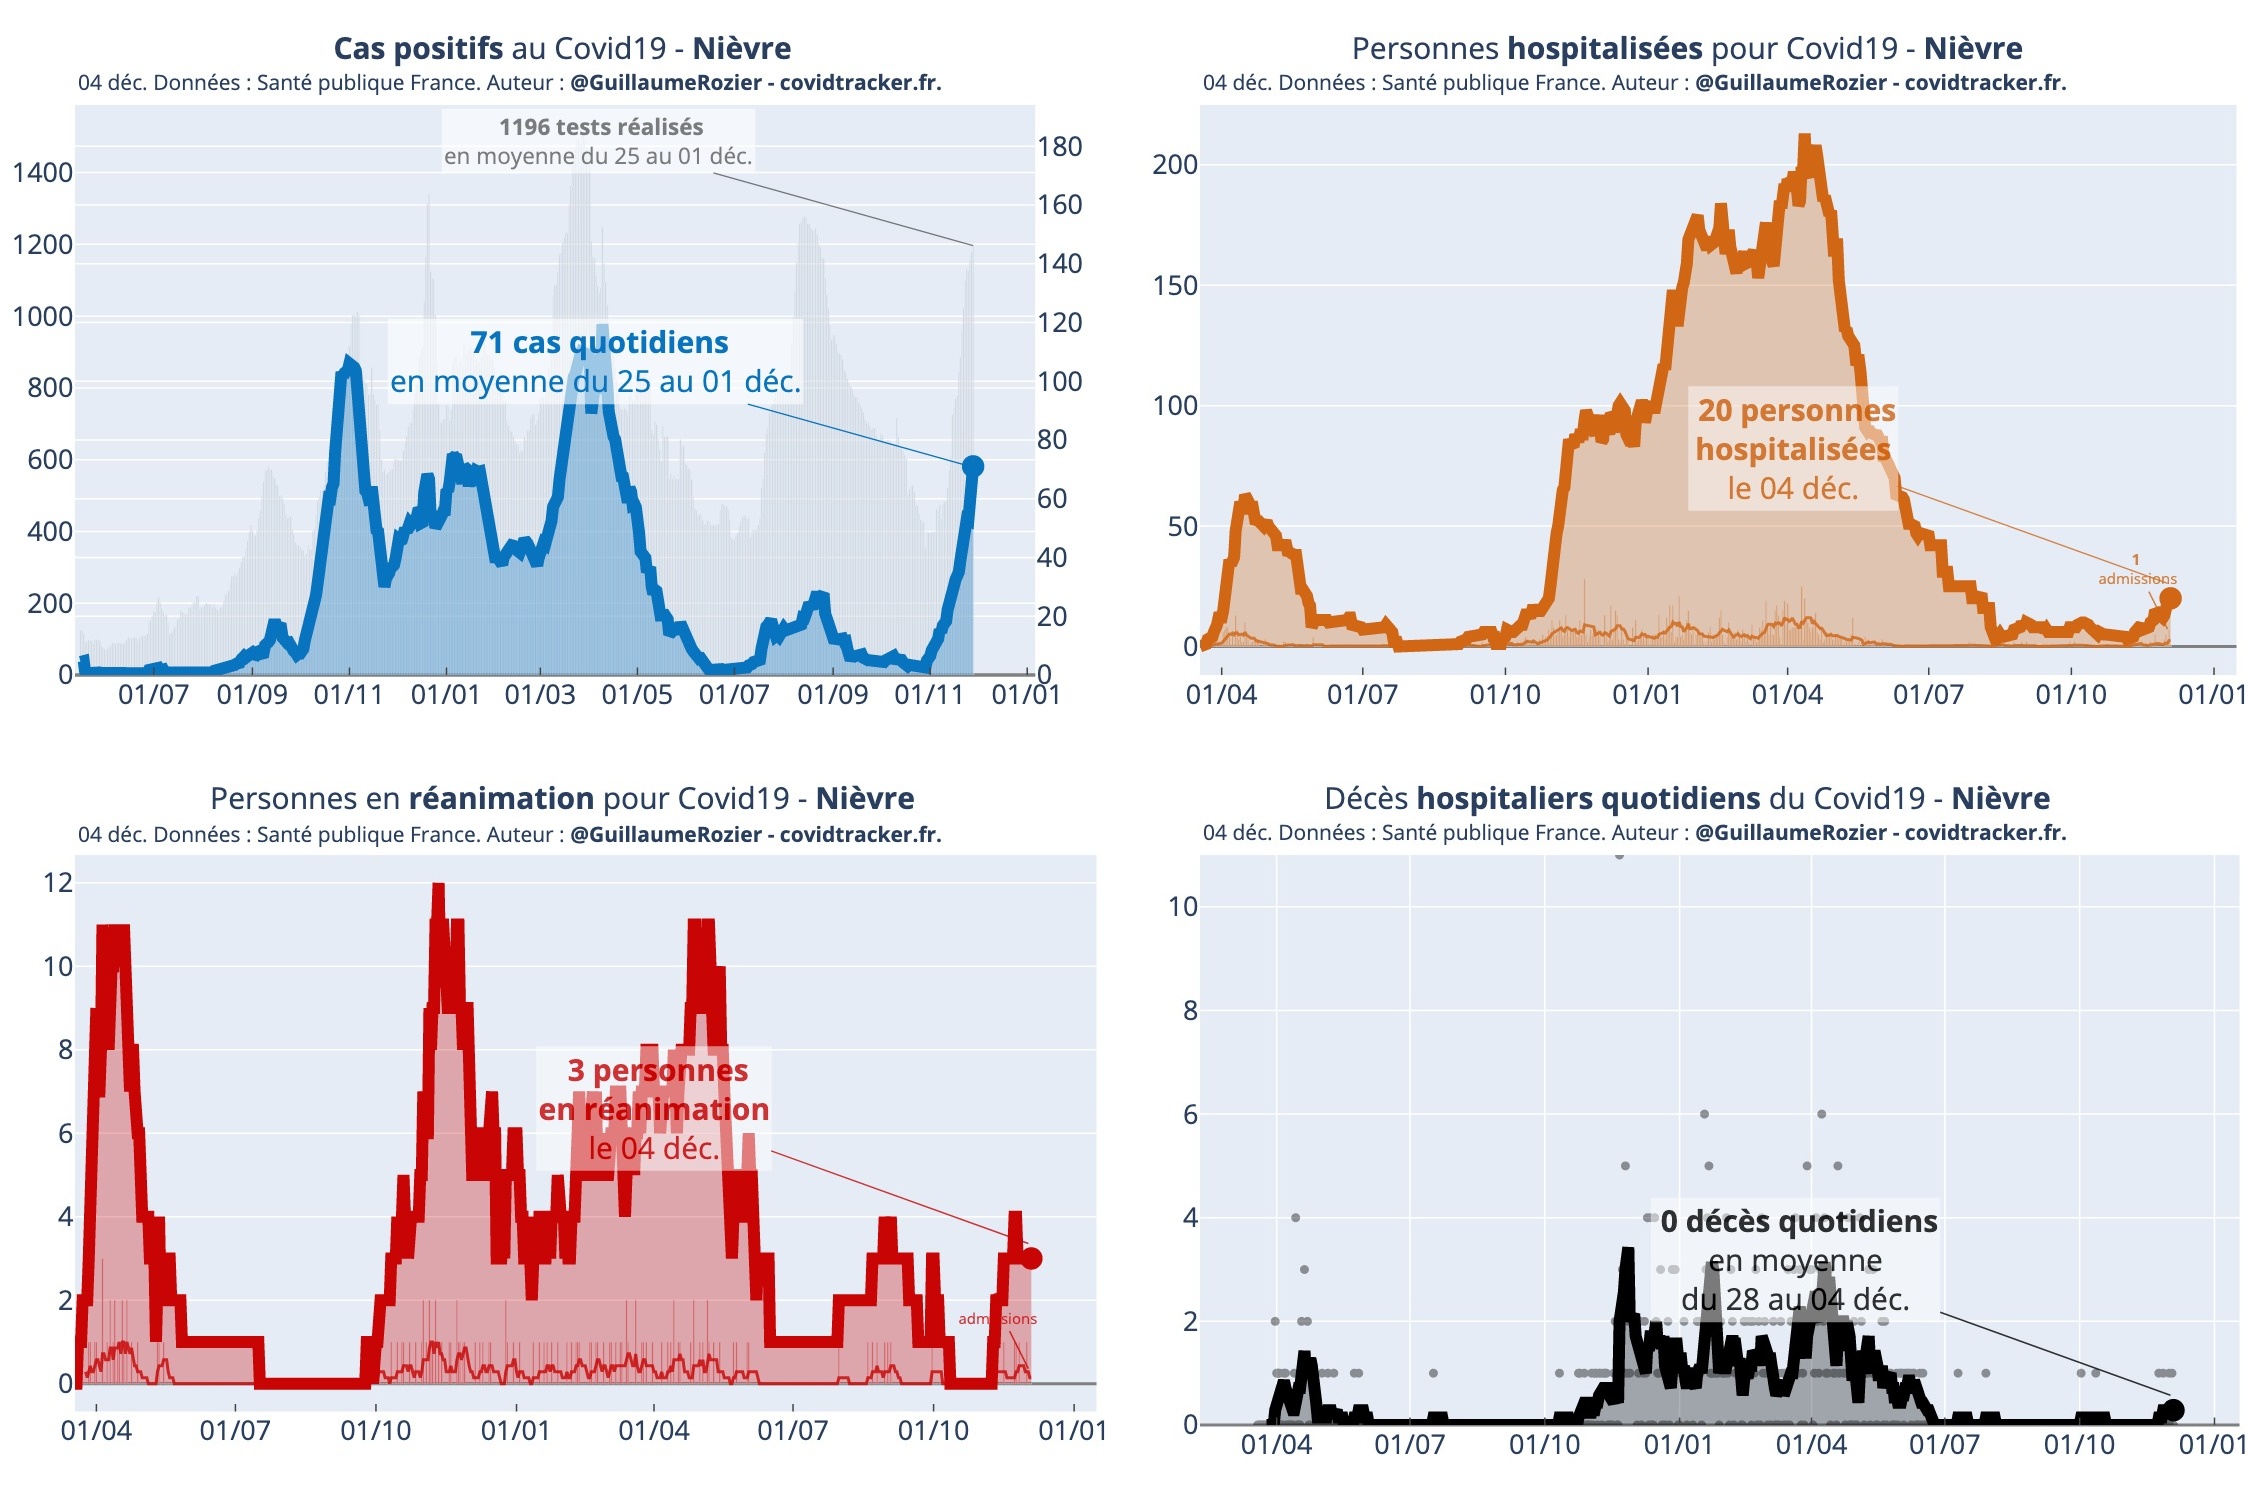 Cas positifs au Covid19 - Nièvre
04 déc. Données : Santé publique France. Auteur : @GuillaumeRozier - covidtracker.fr.
1196 tests réalisés
en moyenne du 25 au 01 déc.
71 cas quotidiens
en moyenne du 25 au 01 déc.
1400
1200
1000
800
600
400
200
0
180
160
140
120
100
80
60
40
20
0
01/07 01/09 01/11 01/01 01/03 01/05 01/07 01/09 01/11 01/01
Personnes hospitalisées pour Covid19 - Nièvre
04 déc. Données : Santé publique France. Auteur : @GuillaumeRozier - covidtracker.fr.
200
150
100
50
0
20 personnes
hospitalisées
le 04 déc.
1
admissions
01/04 01/07 01/10 01/01 01/04 01/07 01/10 01/01
Personnes en réanimation pour Covid19 - Nièvre
04 déc. Données : Santé publique France. Auteur : @GuillaumeRozier - covidtracker.fr.
12
10
8
6
4
2
0
3 personnes
en réanimation
le 04 déc.
admissions
01/04 01/07 01/10 01/01 01/04 01/07 01/10 01/01
Décès hospitaliers quotidiens du Covid19 - Nièvre
04 déc. Données : Santé publique France. Auteur : @GuillaumeRozier - covidtracker.fr.
10
8
6
4
2
0
0 décès quotidiens
en moyenne
du 28 au 04 déc.
01/04 01/07 01/10 01/01 01/04 01/07 01/10 01/01